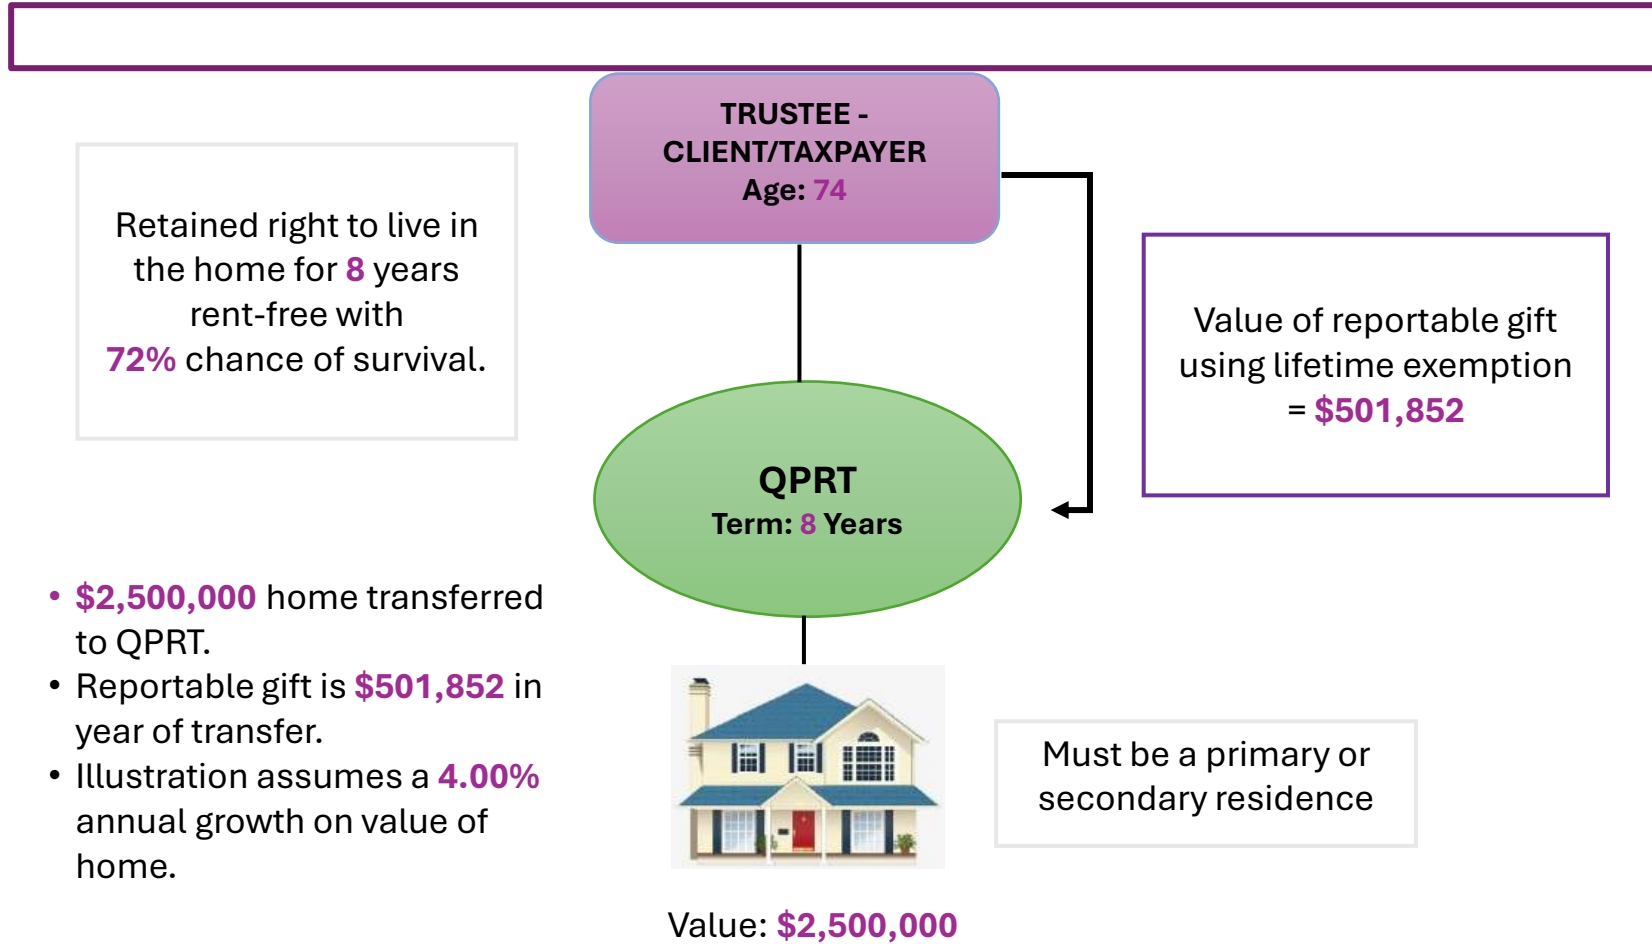 TRUSTEE -
CLIENT/TAXPAYER
Age: 74
Retained right to live in
the home for 8 years
rent-free with
72% chance of survival.
Value of reportable gift
using lifetime exemption
= $501,852
QPRT
Term: 8 Years
• $2,500,000 home transferred
to QPRT.
• Reportable gift is $501,852 in
year of transfer.
• Illustration assumes a 4.00%
annual growth on value of
home.
Must be a primary or
secondary residence
Value: $2,500,000